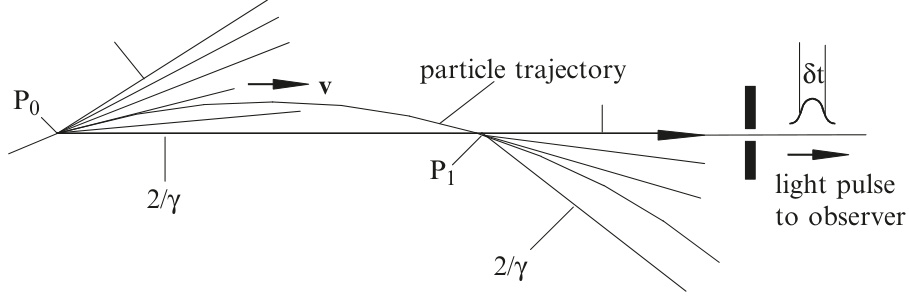 δt
particle trajectory
v
P0
P1
2/γ
light pulse
to observer
2/γ